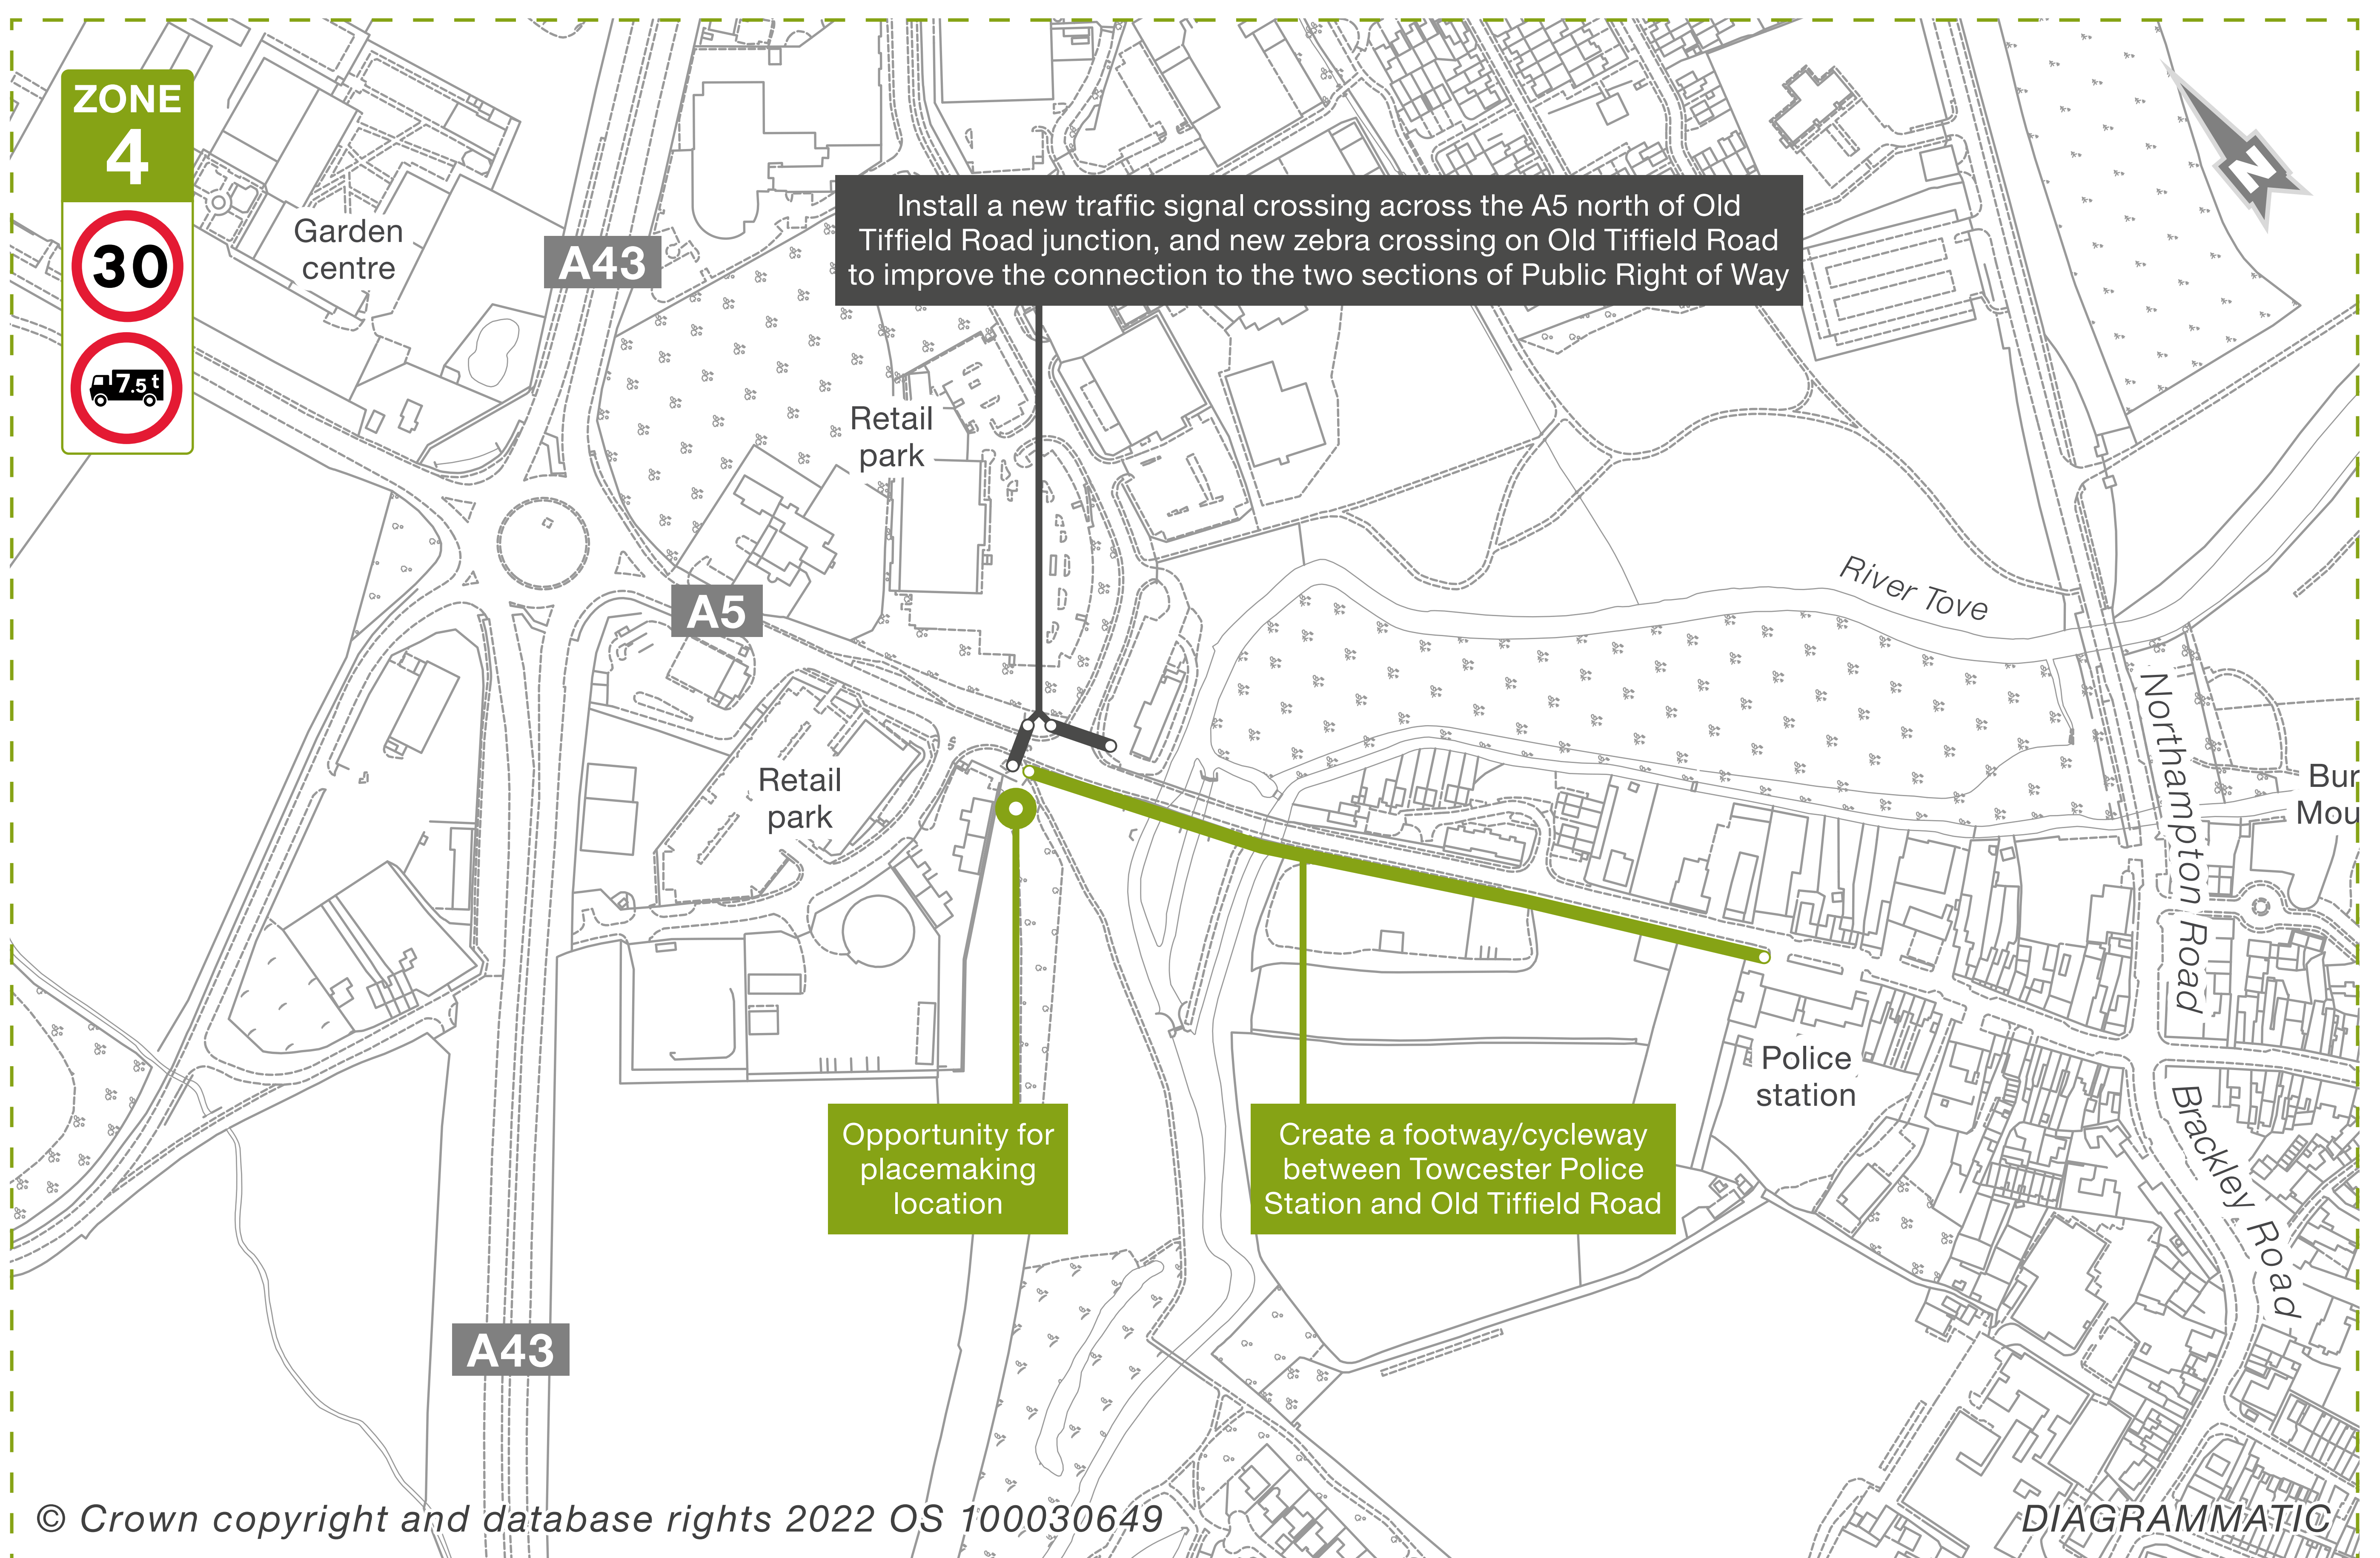 ZONE
4
30
7.5 t
Garden
centre
A43
Install a new traffic signal crossing across the A5 north of Old
Tiffield Road junction, and new zebra crossing on Old Tiffield Road
to improve the connection to the two sections of Public Right of Way
N
Retail
park
A5
River Tove
Retail
park
Northampton Road
Bur
Mou
Police
station
Brackley Road
Opportunity for
placemaking
location
Create a footway/cycleway
between Towcester Police
Station and Old Tiffield Road
A43
© Crown copyright and database rights 2022 OS 100030649
DIAGRAMMATIC